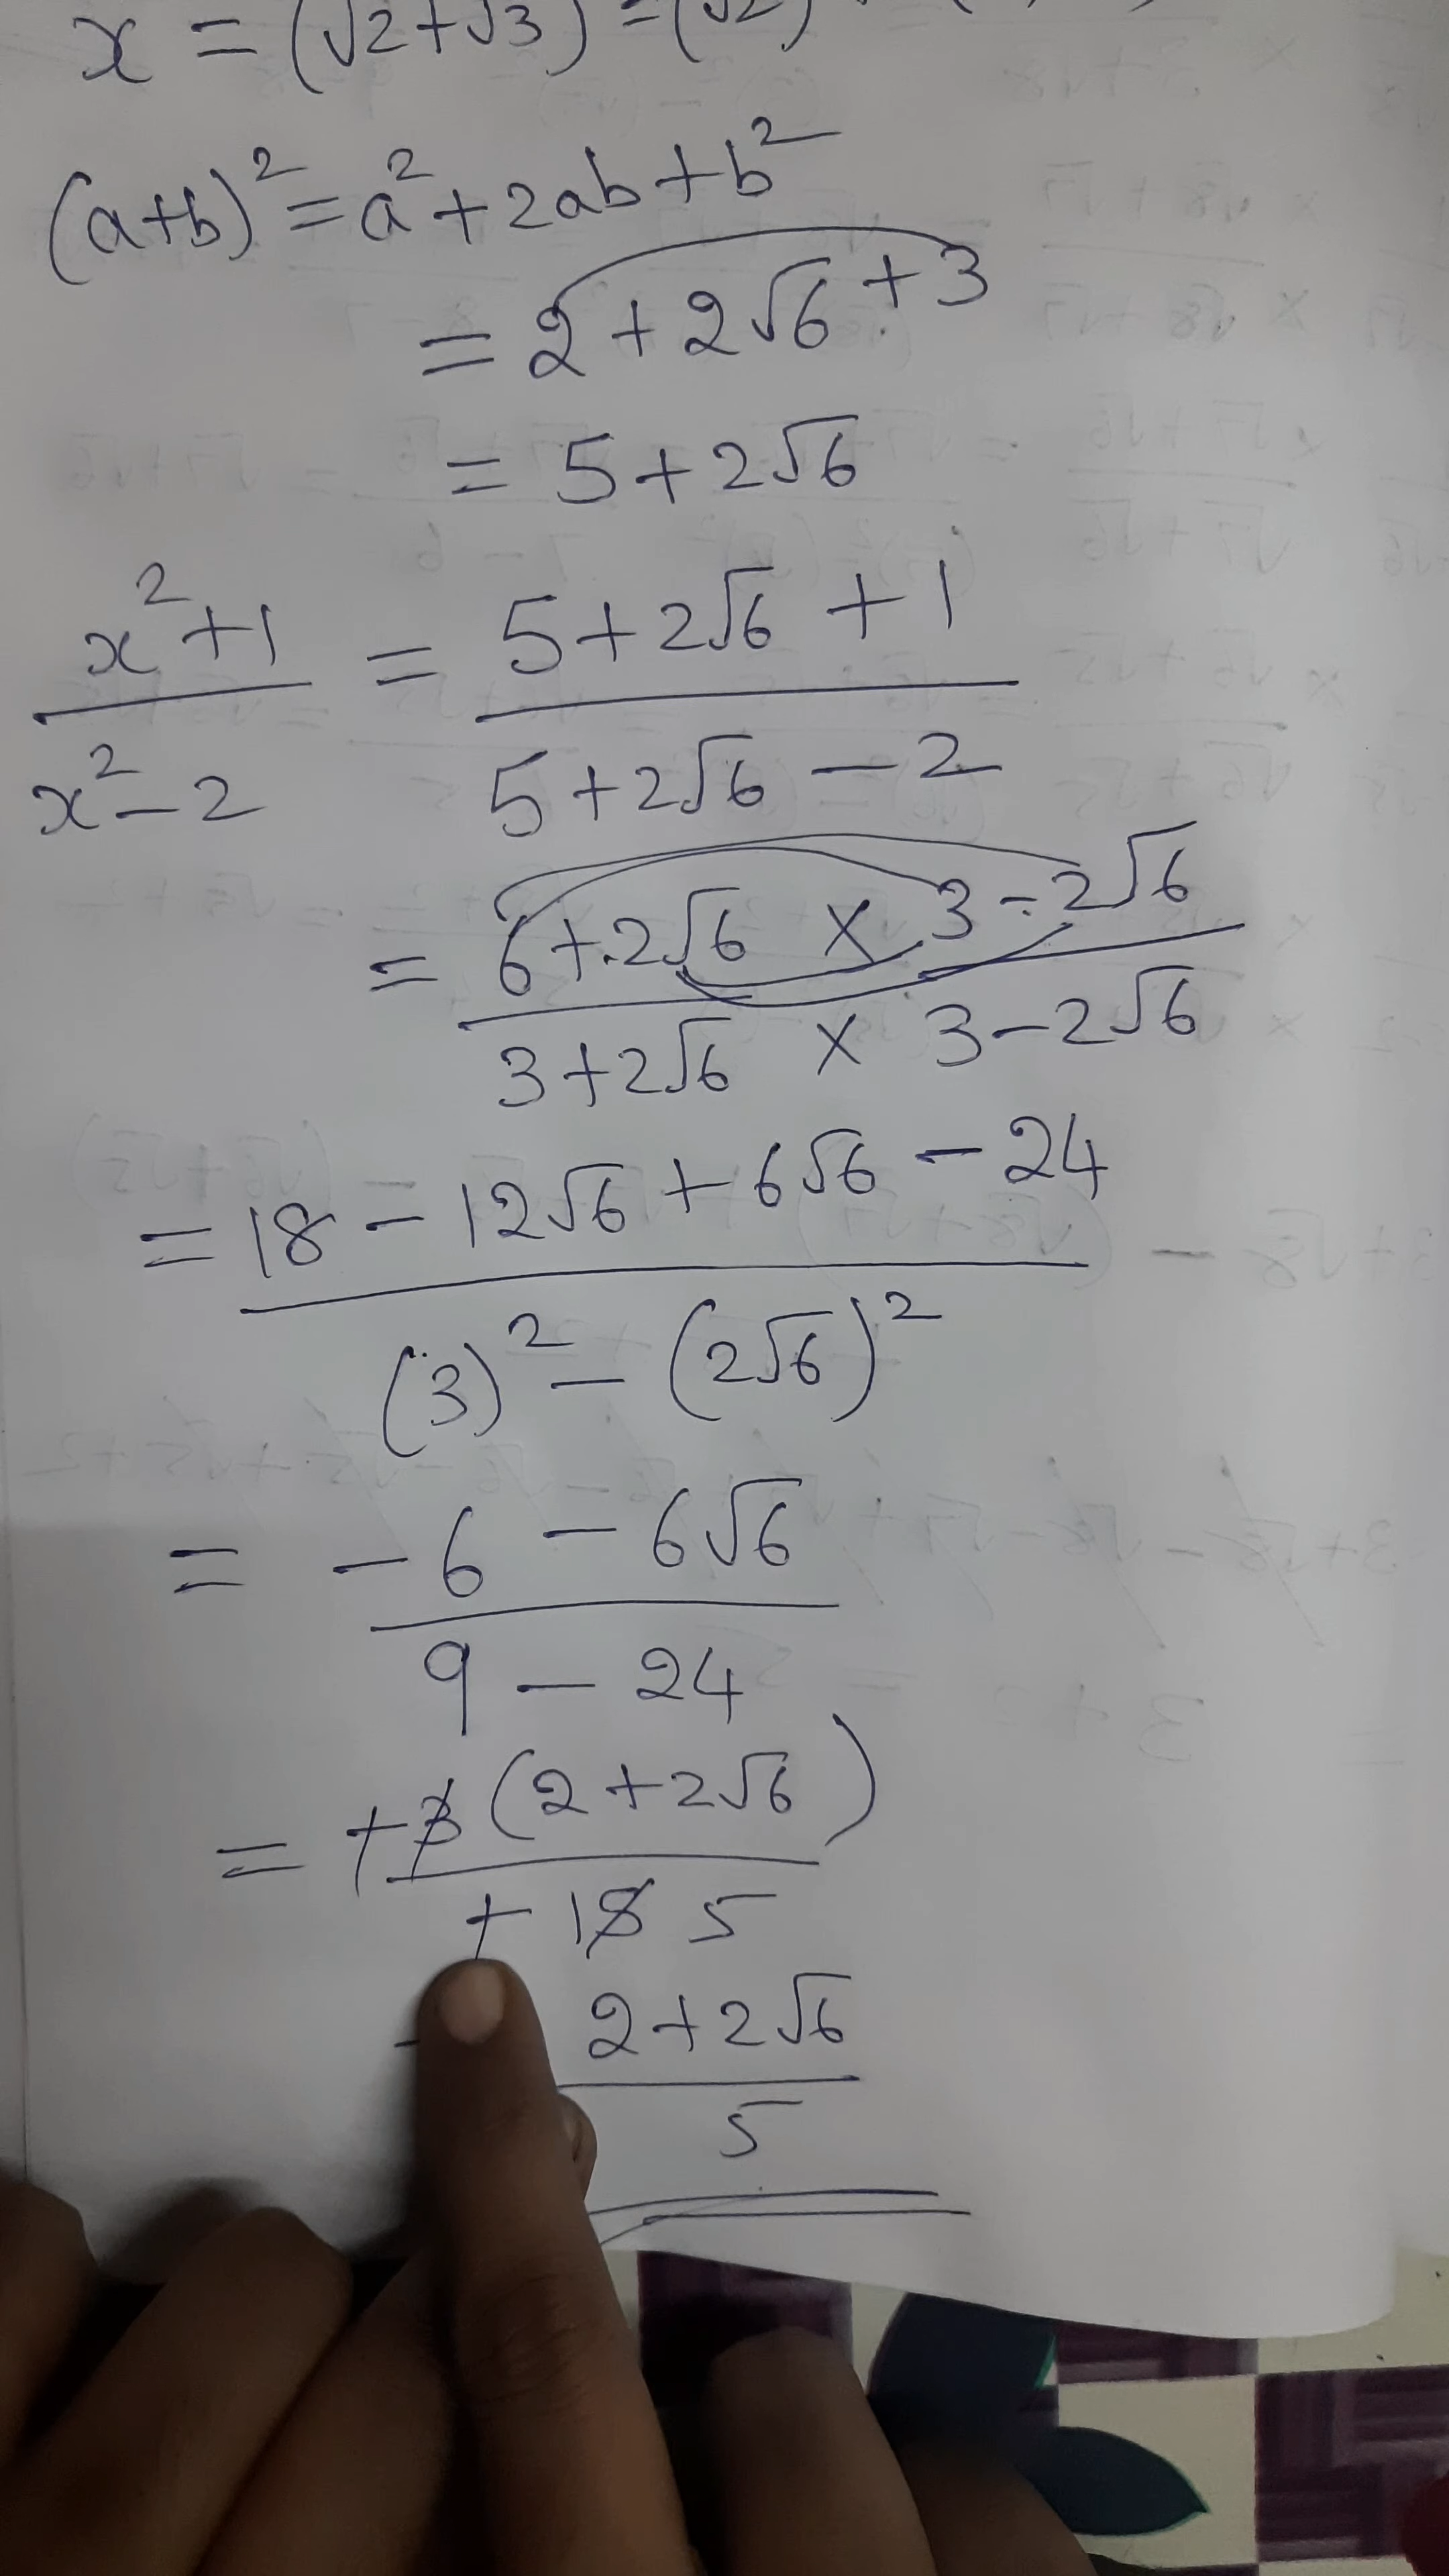 x = (√2+√3) = (√2)
(a+b)² = a² + 2ab + b²
= 2 + 2√6 + 3
= 5 + 2√6
x²+1 / x²-2 = 5+2√6+1 / 5+2√6-2
= 6+2√6 × 3-2√6 / 3+2√6 × 3-2√6
= 18 - 12√6 + 6√6 - 24 / (3)² - (2√6)²
= -6 - 6√6 / 9 - 24
= +3(2+2√6) / +15 5
2+2√6 / 5